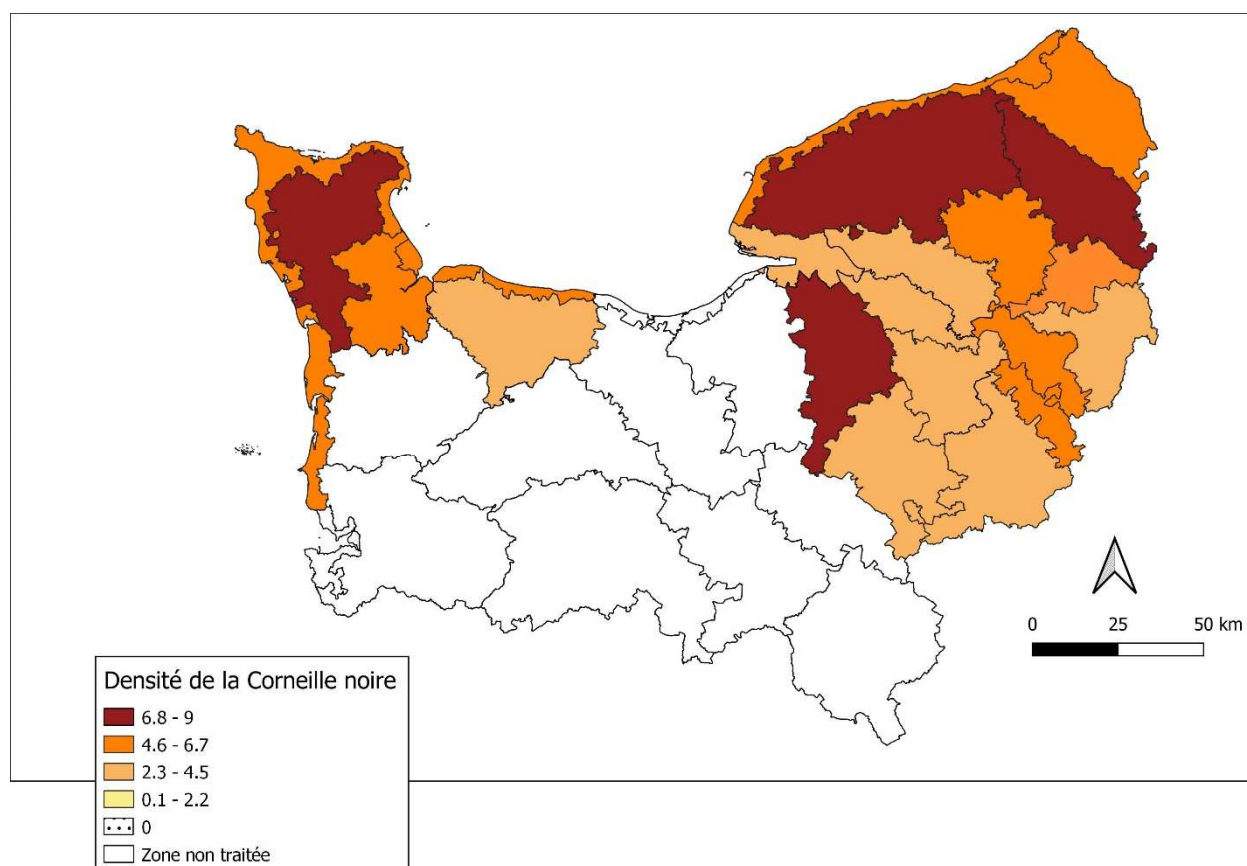 0 25 50 km
Densité de la Corneille noire
6.8 - 9
4.6 - 6.7
2.3 - 4.5
0.1 - 2.2
0
Zone non traitée